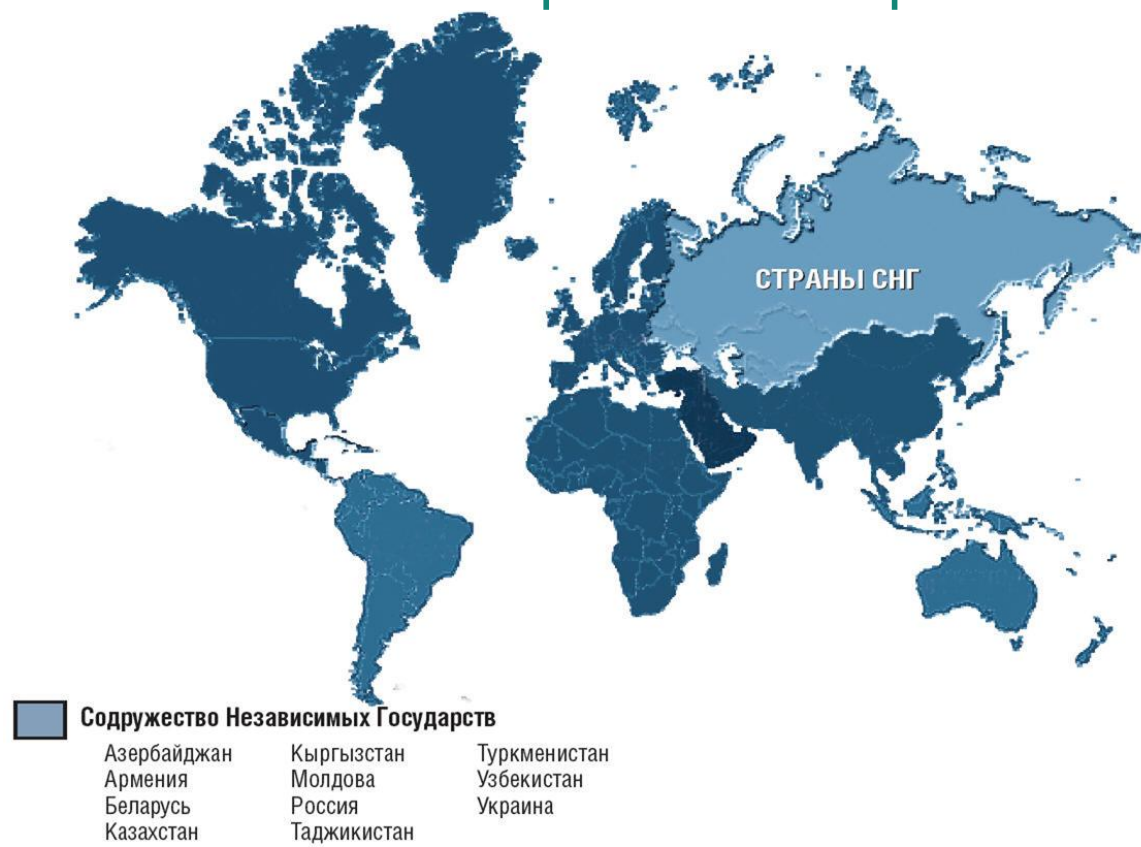 СТРАНЫ СНГ
Содружество Независимых Государств
Азербайджан
Армения
Беларусь
Казахстан
Кыргызстан
Молдова
Россия
Таджикистан
Туркменистан
Узбекистан
Украина